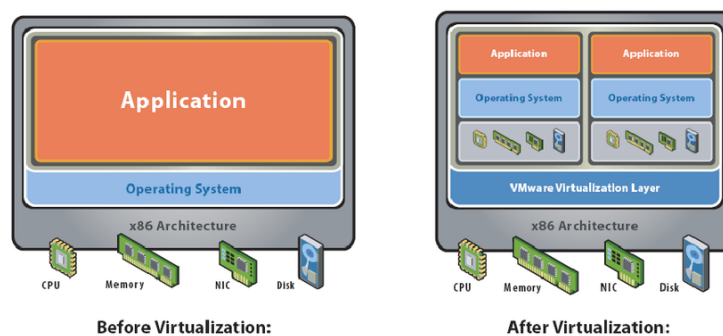 Application
Operating System
x86 Architecture
CPU
Memory
NIC
Disk
Before Virtualization:
Application
Application
Operating System
Operating System
VMware Virtualization Layer
x86 Architecture
CPU
Memory
NIC
Disk
After Virtualization: